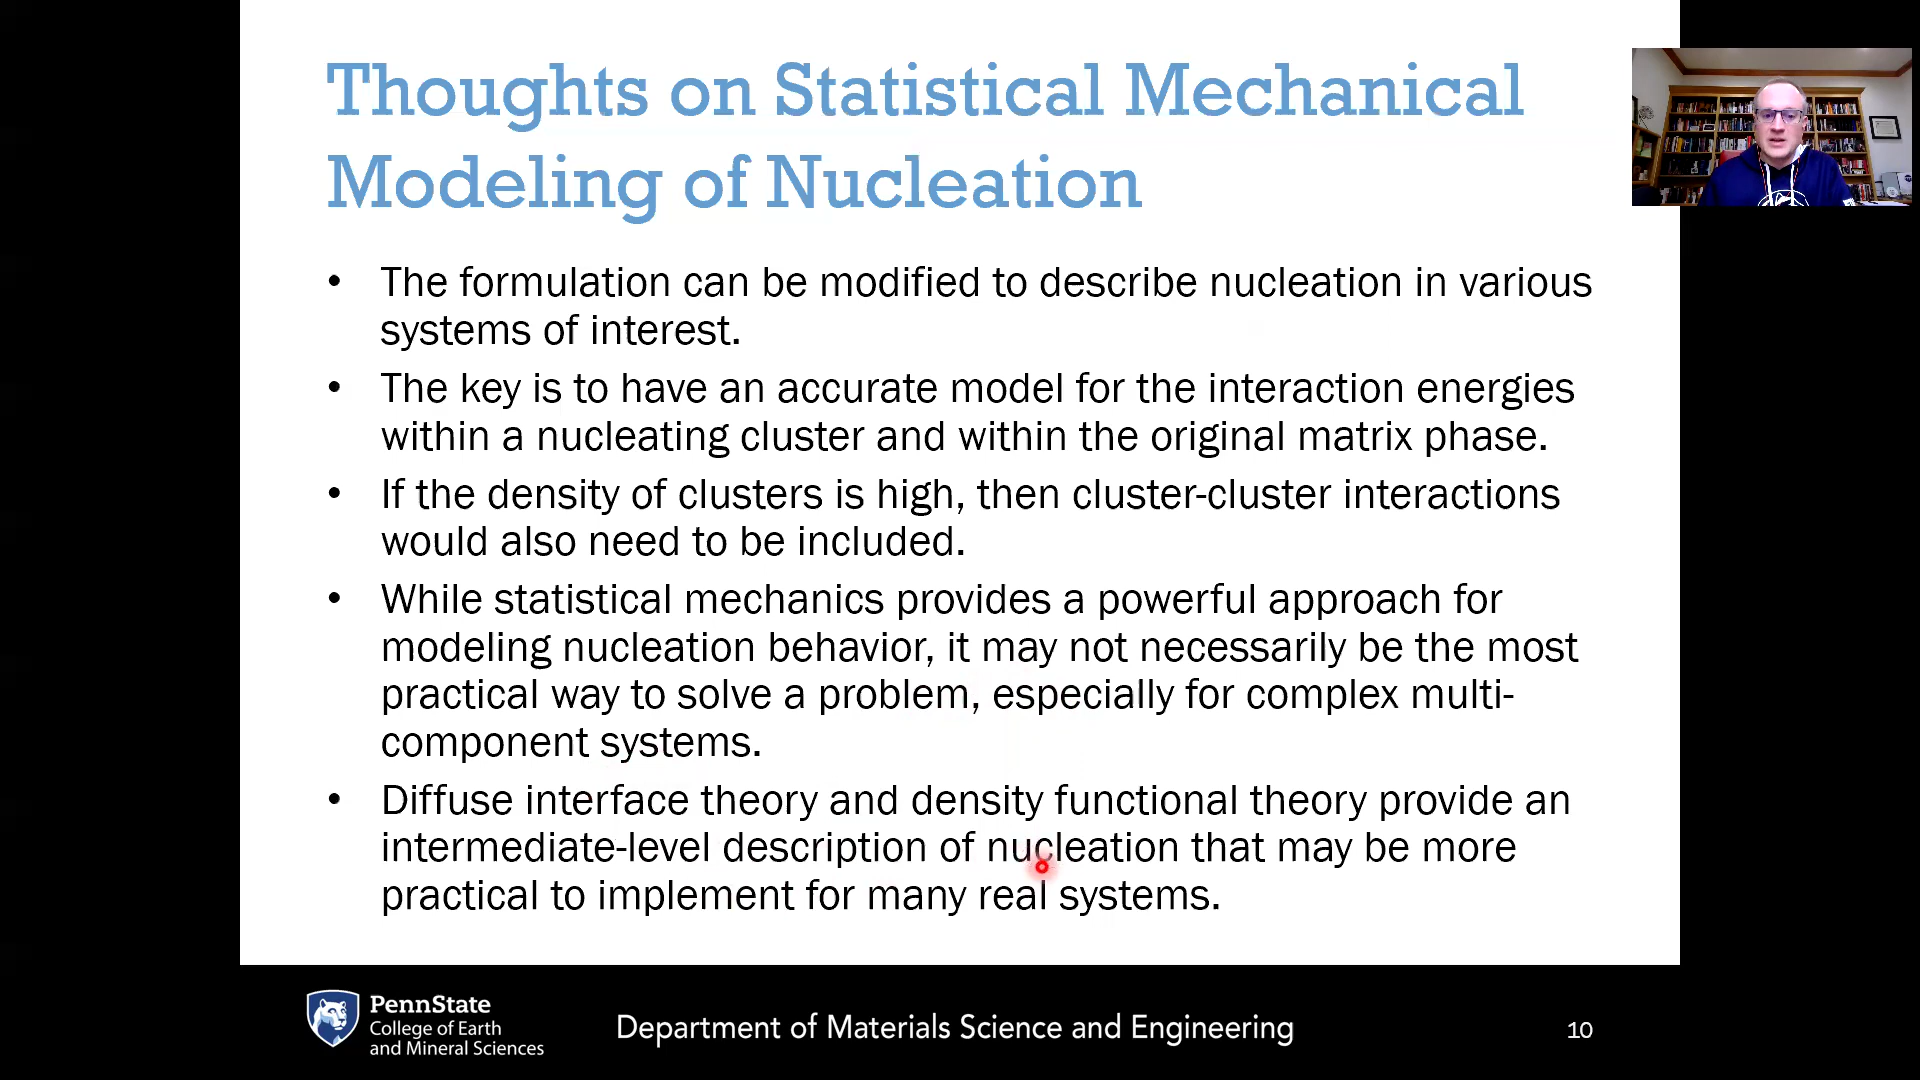 Thoughts on Statistical Mechanical
Modeling of Nucleation
• The formulation can be modified to describe nucleation in various
systems of interest.
• The key is to have an accurate model for the interaction energies
within a nucleating cluster and within the original matrix phase.
• If the density of clusters is high, then cluster-cluster interactions
would also need to be included.
• While statistical mechanics provides a powerful approach for
modeling nucleation behavior, it may not necessarily be the most
practical way to solve a problem, especially for complex multi-
component systems.
• Diffuse interface theory and density functional theory provide an
intermediate-level description of nucleation that may be more
practical to implement for many real systems.
PennState
College of Earth
and Mineral Sciences
Department of Materials Science and Engineering
10